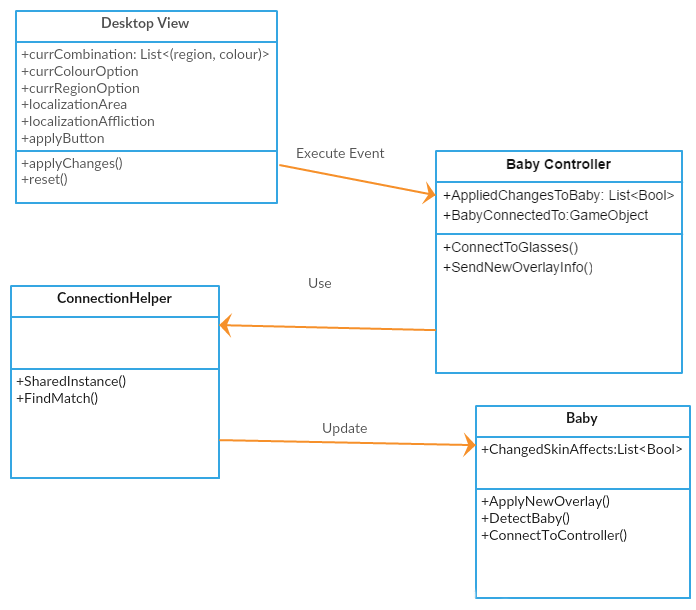 Desktop View
+currCombination: List<(region, colour)>
+currColourOption
+currRegionOption
+localizationArea
+localizationAffliction
+applyButton
+applyChanges()
+reset()
Execute Event
Baby Controller
+AppliedChangesToBaby: List<Bool>
+BabyConnectedTo:GameObject
+ConnectToGlasses()
+SendNewOverlayInfo()
Use
ConnectionHelper
+SharedInstance()
+FindMatch()
Update
Baby
+ChangedSkinAffects:List<Bool>
+ApplyNewOverlay()
+DetectBaby()
+ConnectToController()